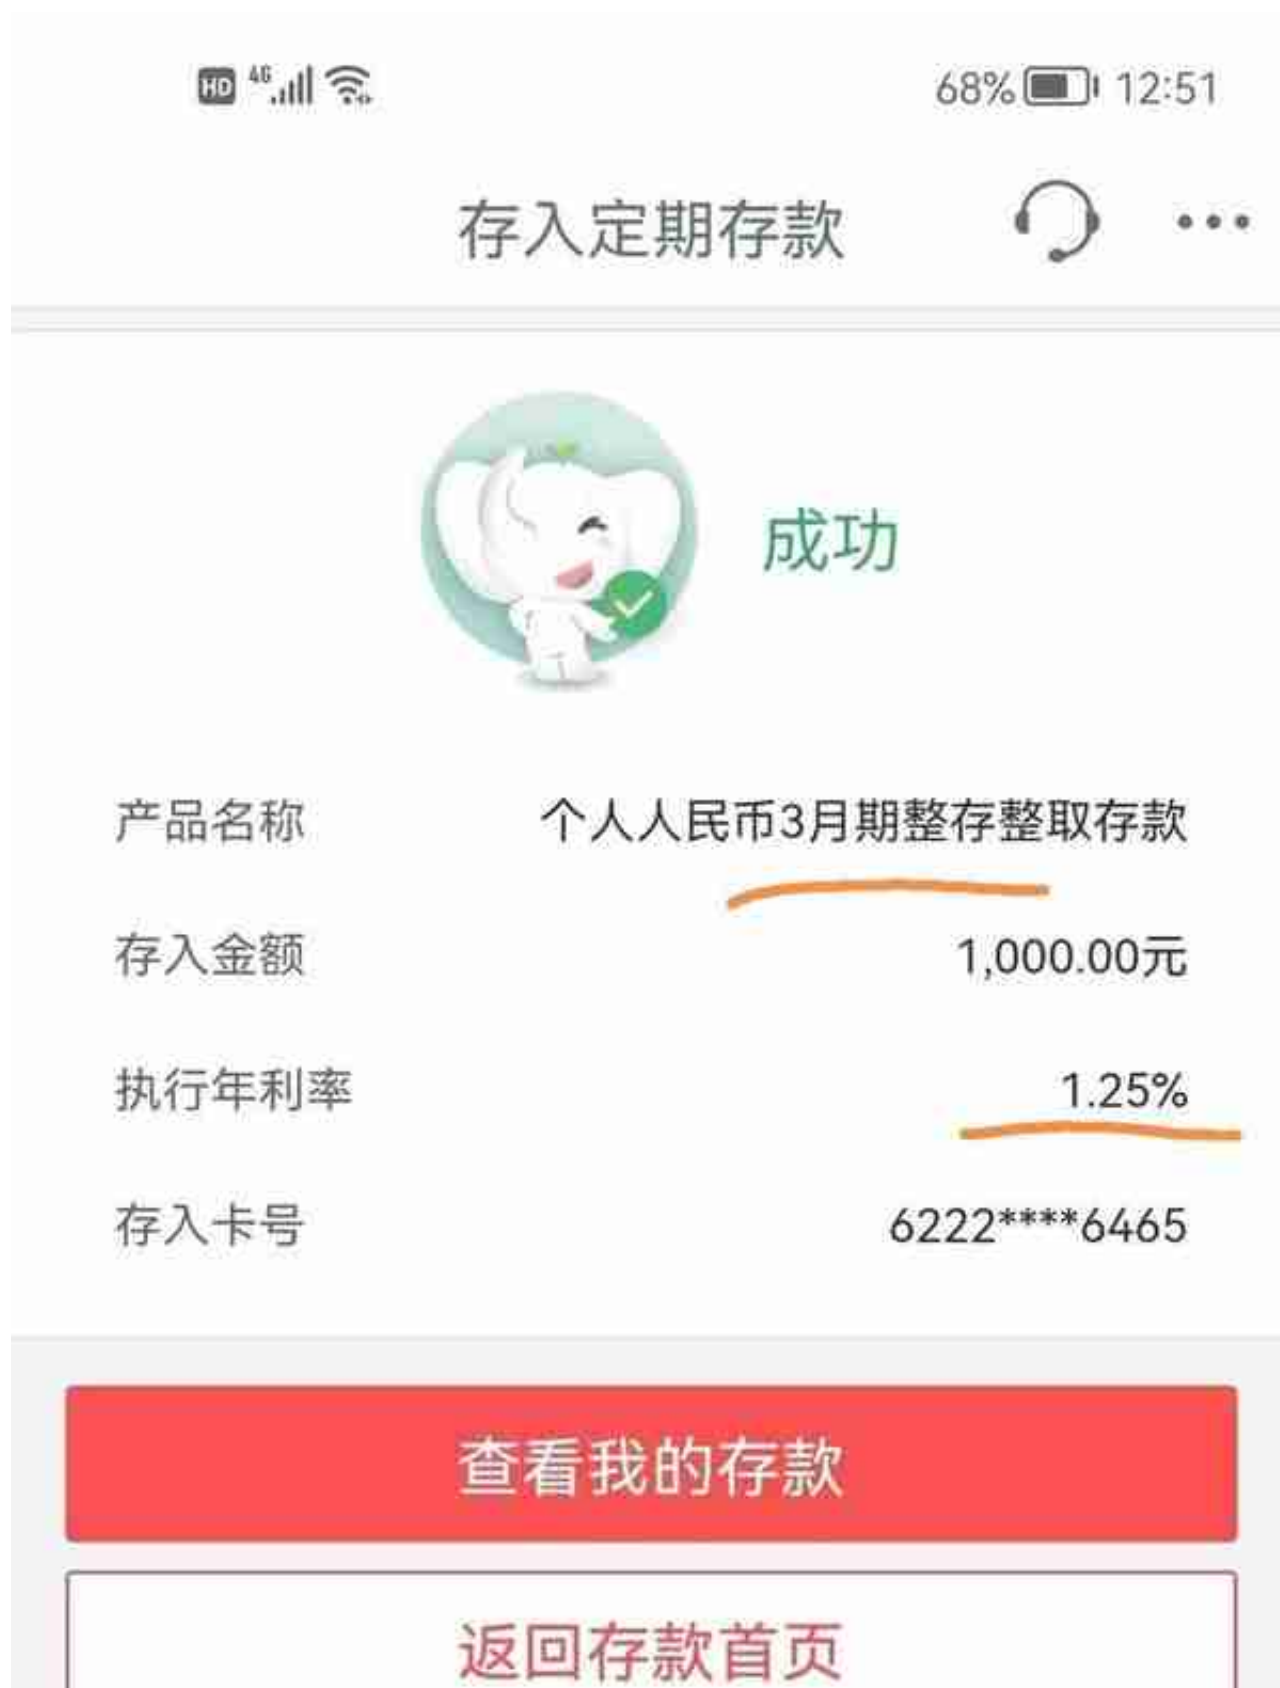 HD 4G 68% 12:51
存入定期存款
成功
产品名称 个人人民币3月期整存整取存款
存入金额 1,000.00元
执行年利率 1.25%
存入卡号 6222****6465
查看我的存款
返回存款首页